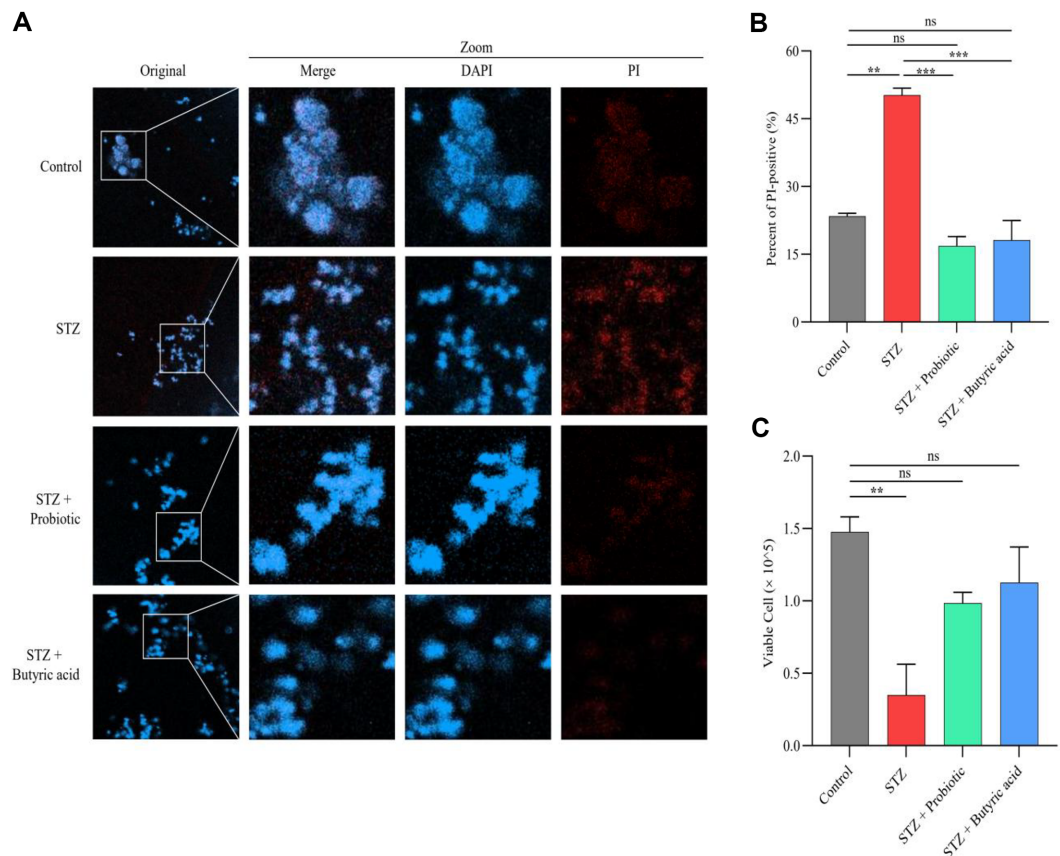 A
Zoom
Original
Merge
DAPI
PI
Control
STZ
STZ +
Probiotic
STZ +
Butyric acid
B
ns
ns
***
**
***
60
45
30
15
0
Percent of PI-positive (%)
Control
STZ
STZ + Probiotic
STZ + Butyric acid
C
ns
ns
**
2.0
1.5
1.0
0.5
0.0
Viable Cell (× 10^5)
Control
STZ
STZ + Probiotic
STZ + Butyric acid